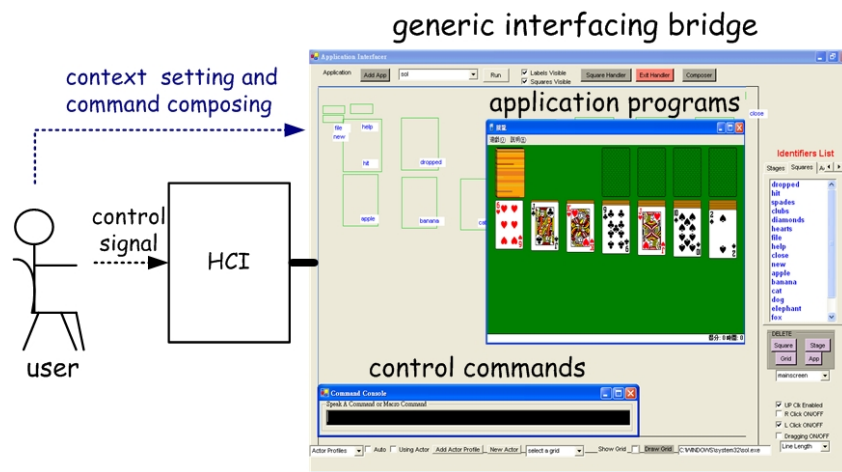 generic interfacing bridge
context setting and
command composing
control
signal
HCI
user
Application Interfacer
Application
Add App
sol
Run
Labels Visible
Squares Visible
Square Handler
Exit Handler
Composer
application programs
close
file
new
help
hit
dropped
apple
banana
遊戲(G) 說明(H)
Identifiers List
Stages
Squares
dropped
hit
spades
clubs
diamonds
hearts
file
help
close
new
apple
banana
cat
dog
elephant
fox
DELETE
Square
Stage
Grid
App
mainscreen
UP Clk Enabled
R Click ON/OFF
L Click ON/OFF
Dragging ON/OFF
Line Length
control commands
Command Console
Speak A Command or Macro Command
Actor Profiles
Auto
Using Actor
Add Actor Profile
New Actor
select a grid
Show Grid
Draw Grid
C:\WINDOWS\system32\sol.exe